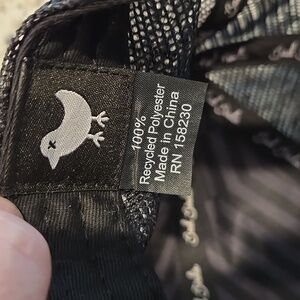 100%
Recycled Polyester
Made in China
RN 158230